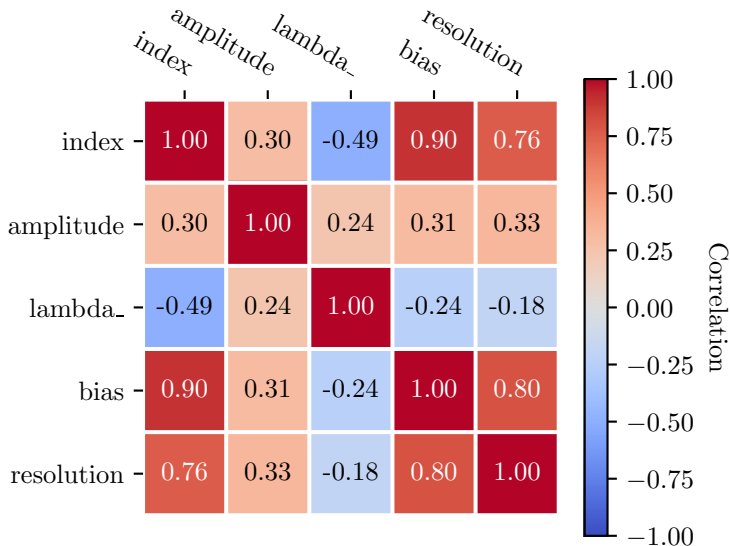 index
amplitude
lambda_
bias
resolution
index 1.00 0.30 -0.49 0.90 0.76
amplitude 0.30 1.00 0.24 0.31 0.33
lambda_ -0.49 0.24 1.00 -0.24 -0.18
bias 0.90 0.31 -0.24 1.00 0.80
resolution 0.76 0.33 -0.18 0.80 1.00
1.00
0.75
0.50
0.25
0.00
−0.25
−0.50
−0.75
−1.00
Correlation